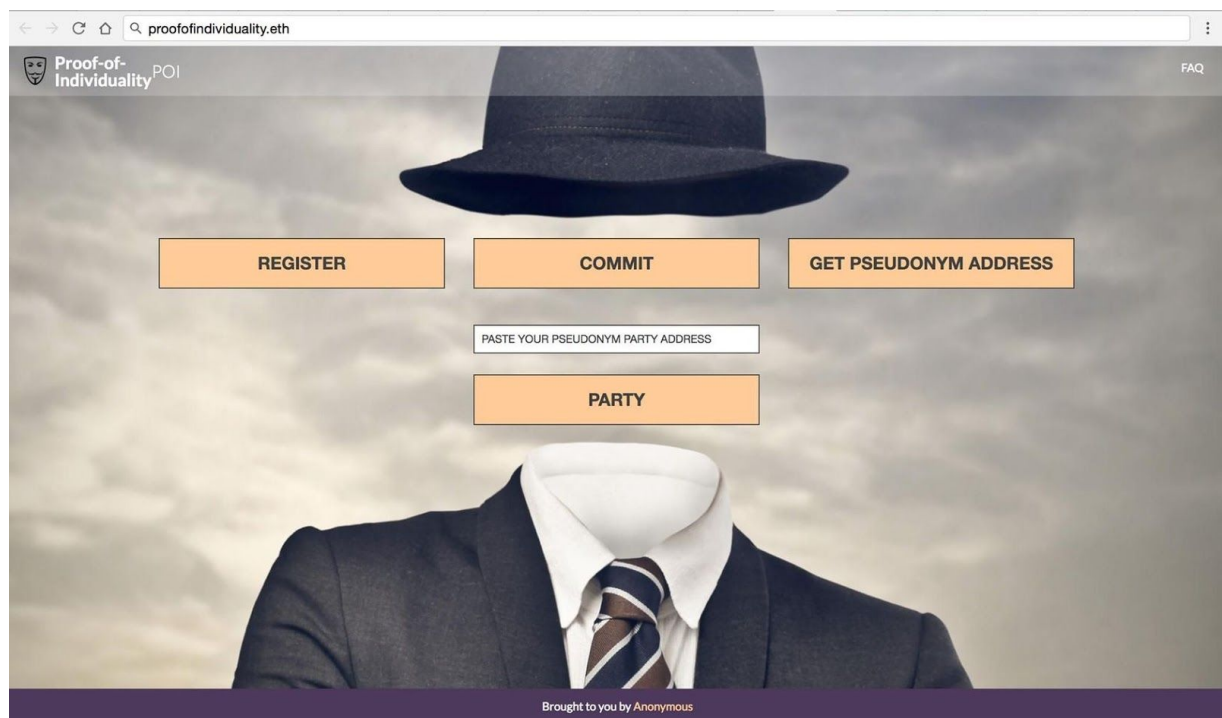 proofofindividuality.eth
Proof-of-
Individuality POI
FAQ
REGISTER
COMMIT
GET PSEUDONYM ADDRESS
PASTE YOUR PSEUDONYM PARTY ADDRESS
PARTY
Brought to you by Anonymous